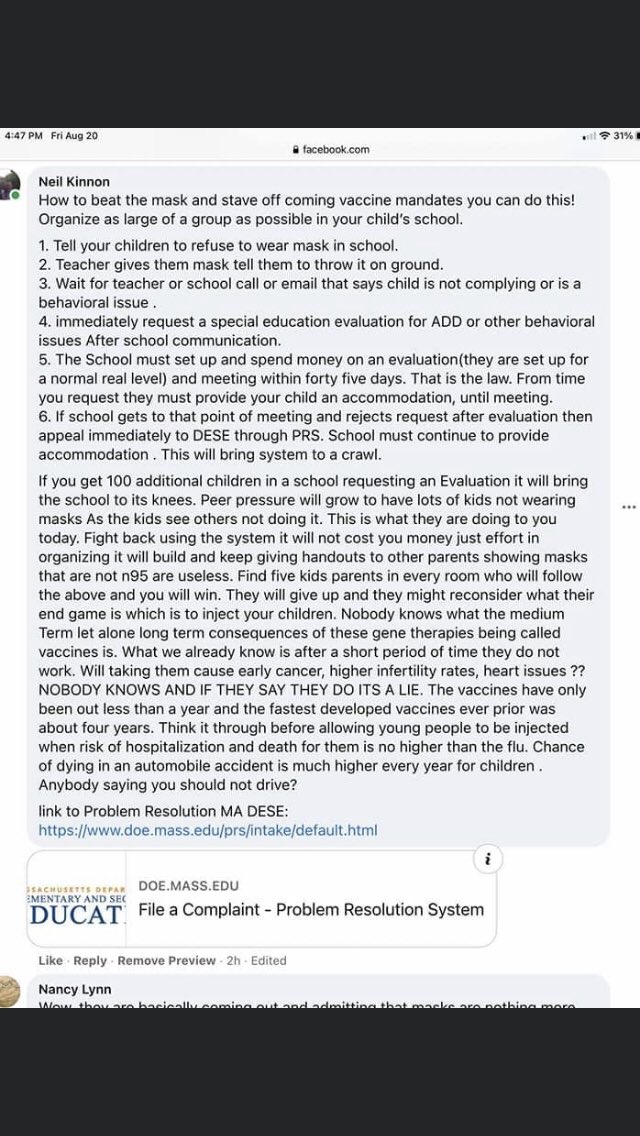 4:47 PM Fri Aug 20
31%
facebook.com
Neil Kinnon
How to beat the mask and stave off coming vaccine mandates you can do this!
Organize as large of a group as possible in your child's school.
1. Tell your children to refuse to wear mask in school.
2. Teacher gives them mask tell them to throw it on ground.
3. Wait for teacher or school call or email that says child is not complying or is a
behavioral issue .
4. immediately request a special education evaluation for ADD or other behavioral
issues After school communication.
5. The School must set up and spend money on an evaluation(they are set up for
a normal real level) and meeting within forty five days. That is the law. From time
you request they must provide your child an accommodation, until meeting.
6. If school gets to that point of meeting and rejects request after evaluation then
appeal immediately to DESE through PRS. School must continue to provide
accommodation . This will bring system to a crawl.
If you get 100 additional children in a school requesting an Evaluation it will bring
the school to its knees. Peer pressure will grow to have lots of kids not wearing
masks As the kids see others not doing it. This is what they are doing to you
today. Fight back using the system it will not cost you money just effort in
organizing it will build and keep giving handouts to other parents showing masks
that are not n95 are useless. Find five kids parents in every room who will follow
the above and you will win. They will give up and they might reconsider what their
end game is which is to inject your children. Nobody knows what the medium
Term let alone long term consequences of these gene therapies being called
vaccines is. What we already know is after a short period of time they do not
work. Will taking them cause early cancer, higher infertility rates, heart issues ??
NOBODY KNOWS AND IF THEY SAY THEY DO ITS A LIE. The vaccines have only
been out less than a year and the fastest developed vaccines ever prior was
about four years. Think it through before allowing young people to be injected
when risk of hospitalization and death for them is no higher than the flu. Chance
of dying in an automobile accident is much higher every year for children .
Anybody saying you should not drive?
link to Problem Resolution MA DESE:
https://www.doe.mass.edu/prs/intake/default.html
SSACHUSETTS DEPAR
EMENTARY AND SEC
DUCAT
DOE.MASS.EDU
File a Complaint - Problem Resolution System
Like · Reply · Remove Preview · 2h · Edited
Nancy Lynn
Wow, they are basically coming out and admitting that masks are nothing more